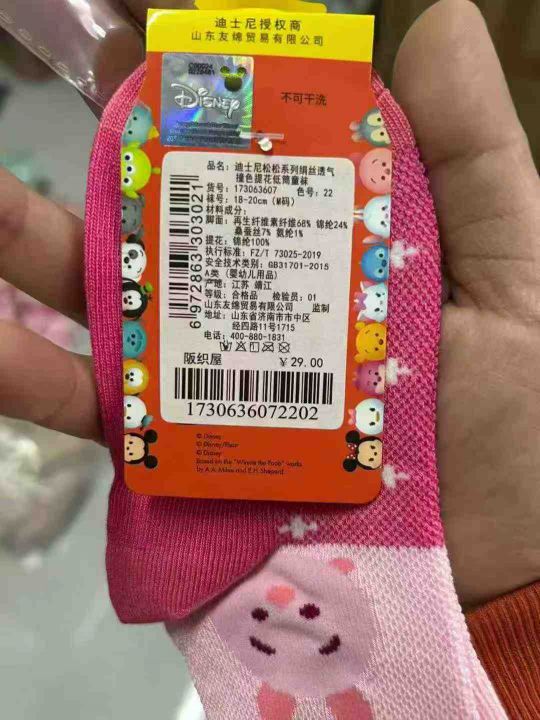 迪士尼授权商
山东友绵贸易有限公司
DISNEY
不可干洗
品名: 迪士尼松松系列绢丝透气
撞色提花低筒童袜
货号: 173063607 色号: 22
袜号: 18-20cm (M码)
材料成分:
脚面: 再生纤维素纤维68% 锦纶24%
桑蚕丝7% 氨纶1%
提花: 锦纶100%
执行标准: FZ/T 73025-2019
安全技术类别: GB31701-2015
A类 (婴幼儿用品)
产地: 江苏 靖江
等级: 合格品 检验员: 01
山东友绵贸易有限公司 监制
地址: 山东省济南市市中区
经四路11号1715
电话: 400-880-1831
阪织屋 ¥29.00
1730636072202
6972863303021
© Disney
© Disney/Pixar
© Disney
Based on the "Winnie the Pooh" works
by A.A. Milne and E.H. Shepard